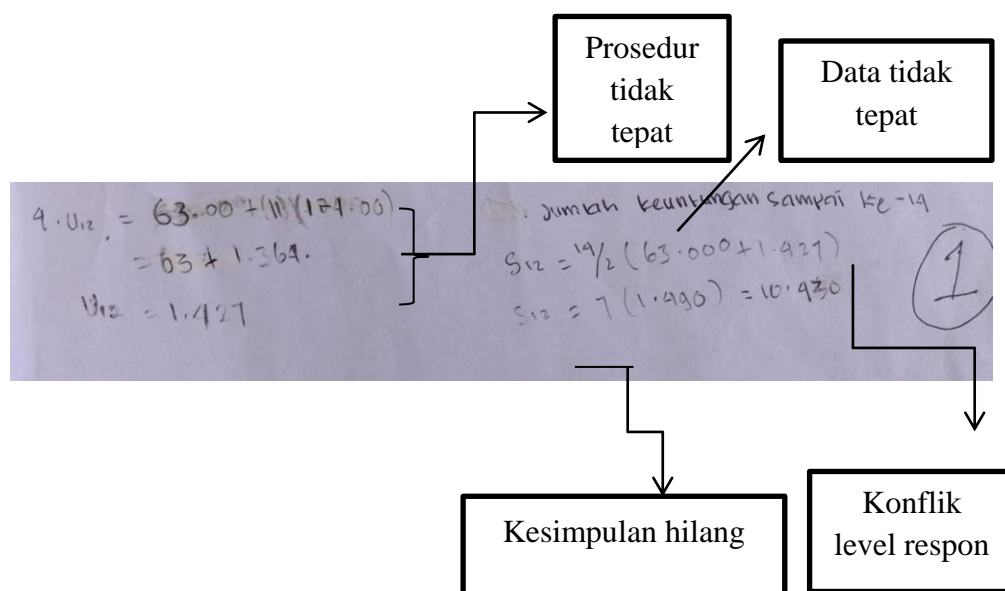 Prosedur
tidak
tepat
Data tidak
tepat
4. U12 = 63.00 + (11)(124.00)
= 63 + 1.364.
U12 = 1.427
Jumlah keuntungan sampai ke-14
S12 = 14/2 (63.000 + 1.427)
S12 = 7 (1.490) = 10.430
1
Kesimpulan hilang
Konflik
level respon